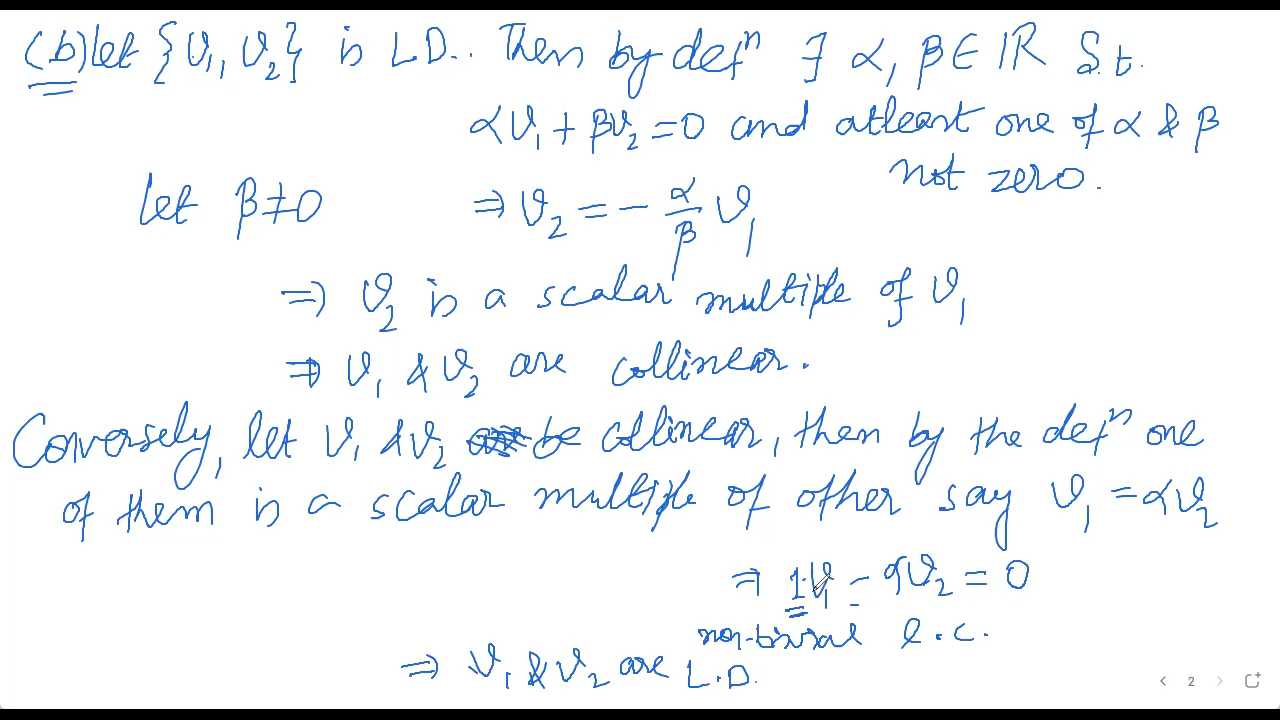 (b) let {v₁, v₂} is L.D.. Then by defⁿ ∃ α, β ∈ IR S.t.
αv₁ + βv₂ = 0 and atleast one of α & β
not zero.
let β ≠ 0 ⇒ v₂ = - α/β v₁
⇒ v₂ is a scalar multiple of v₁
⇒ v₁ & v₂ are collinear.
Conversely, let v₁ & v₂ be collinear, then by the defⁿ one
of them is a scalar multiple of other say v₁ = αv₂
⇒ 1·v₁ - αv₂ = 0
non-trivial l.c.
⇒ v₁ & v₂ are L.D.
2